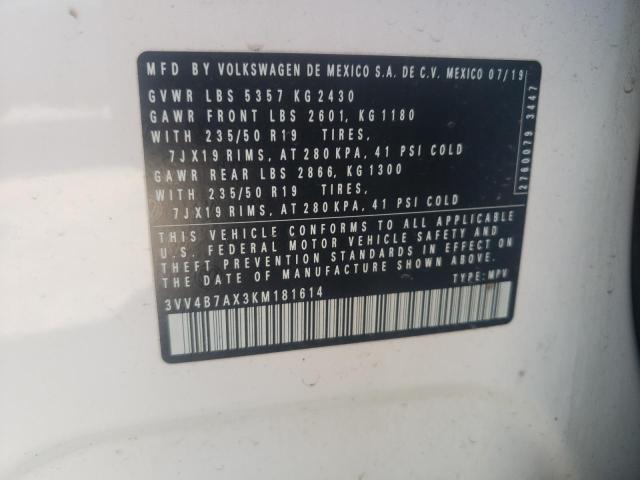 MFD BY VOLKSWAGEN DE MEXICO S.A. DE C.V. MEXICO 07/19
GVWR LBS 5357 KG 2430
GAWR FRONT LBS 2601, KG 1180
WITH 235/50 R19 TIRES,
7JX19 RIMS, AT 280 KPA, 41 PSI COLD
GAWR REAR LBS 2866, KG 1300
WITH 235/50 R19 TIRES,
7JX19 RIMS, AT 280 KPA, 41 PSI COLD
THIS VEHICLE CONFORMS TO ALL APPLICABLE
U.S. FEDERAL MOTOR VEHICLE SAFETY AND
THEFT PREVENTION STANDARDS IN EFFECT ON
THE DATE OF MANUFACTURE SHOWN ABOVE.
3VV4B7AX3KM181614 TYPE: MPV
2760079 3447